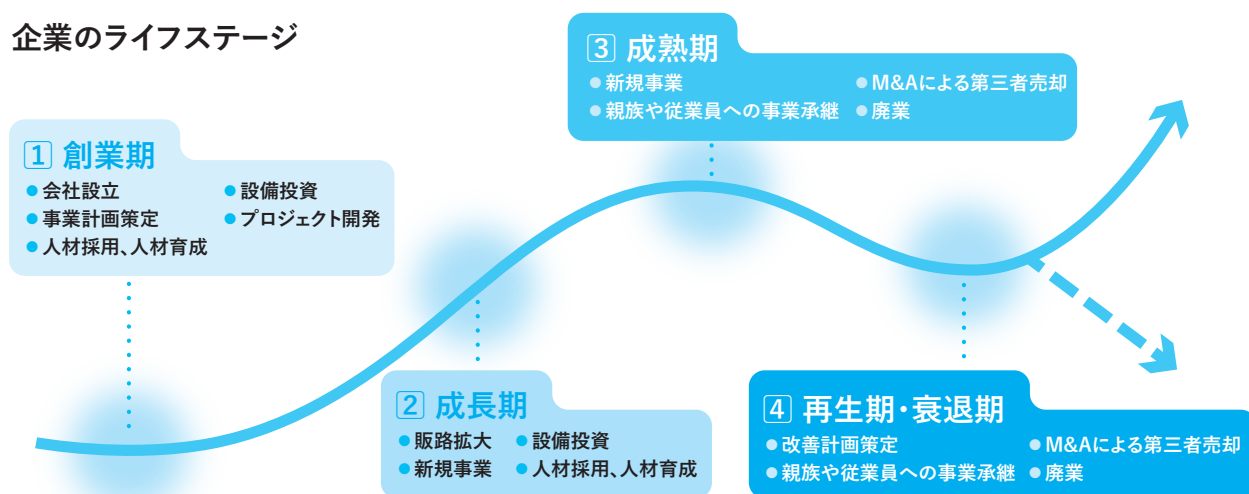 企業のライフステージ
1 創業期
● 会社設立
● 事業計画策定
● 人材採用、人材育成
● 設備投資
● プロジェクト開発
2 成長期
● 販路拡大
● 新規事業
● 設備投資
● 人材採用、人材育成
3 成熟期
● 新規事業
● 親族や従業員への事業承継
● M&Aによる第三者売却
● 廃業
4 再生期・衰退期
● 改善計画策定
● 親族や従業員への事業承継
● M&Aによる第三者売却
● 廃業